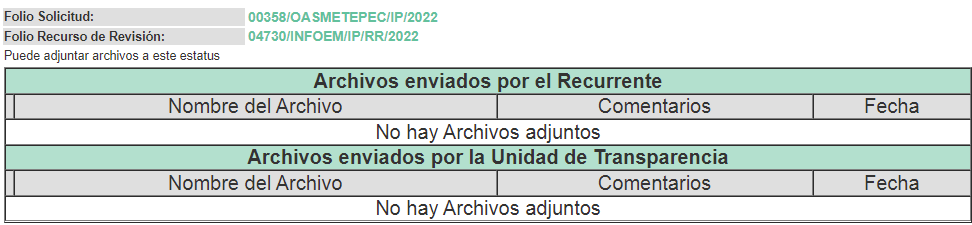 Folio Solicitud: 00358/OASMETEPEC/IP/2022
Folio Recurso de Revisión: 04730/INFOEM/IP/RR/2022
Puede adjuntar archivos a este estatus
Archivos enviados por el Recurrente
Nombre del Archivo Comentarios Fecha
No hay Archivos adjuntos
Archivos enviados por la Unidad de Transparencia
Nombre del Archivo Comentarios Fecha
No hay Archivos adjuntos